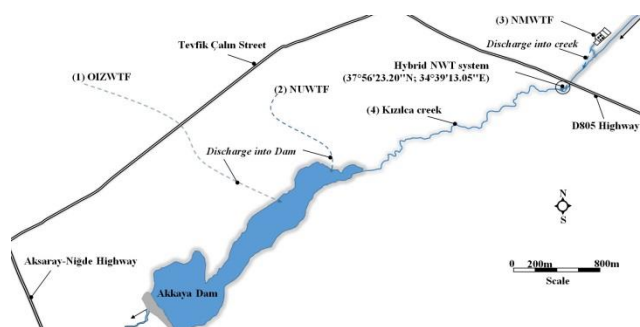 (3) NMWTF
Tevfik Çalın Street
Discharge into creek
Hybrid NWT system
(37°56'23.20''N; 34°39'13.05''E)
(1) OIZWTF
(2) NUWTF
(4) Kızılca creek
D805 Highway
Discharge into Dam
N
S
Aksaray-Niğde Highway
Akkaya Dam
0 200m 800m
Scale